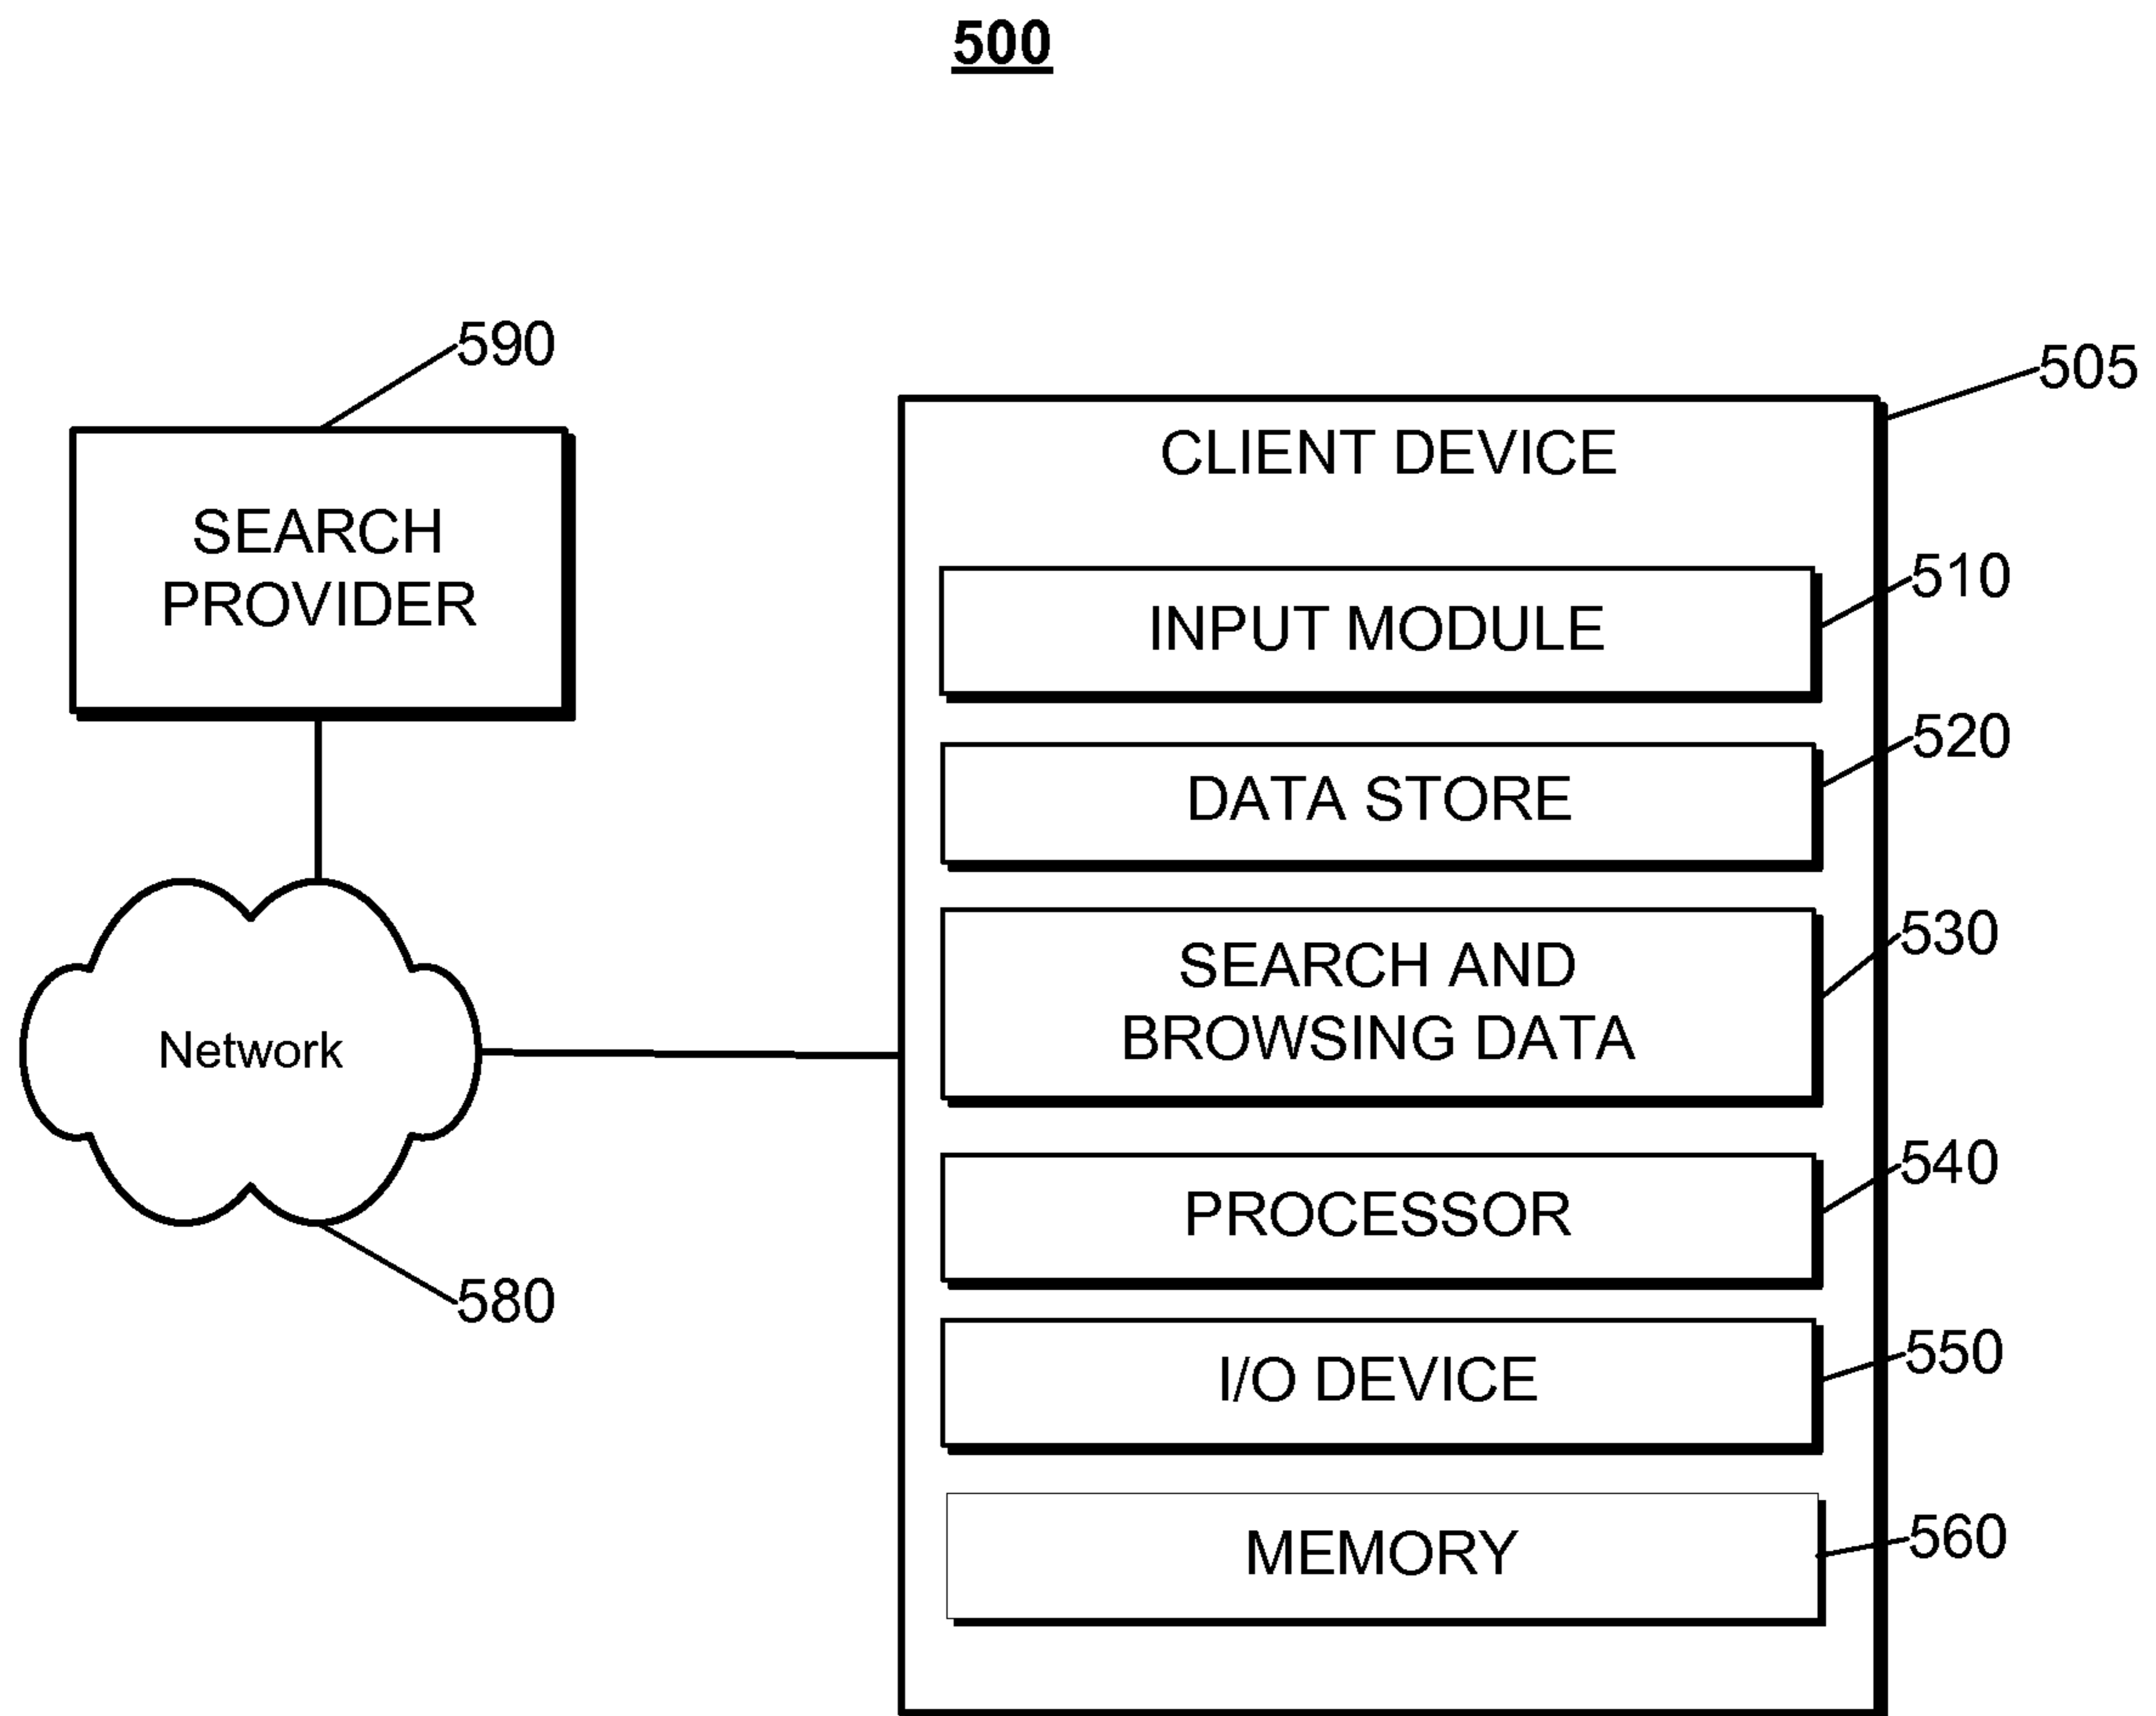 500
590
505
SEARCH
PROVIDER
CLIENT DEVICE
510
INPUT MODULE
520
DATA STORE
530
SEARCH AND
BROWSING DATA
Network
540
PROCESSOR
580
550
I/O DEVICE
560
MEMORY